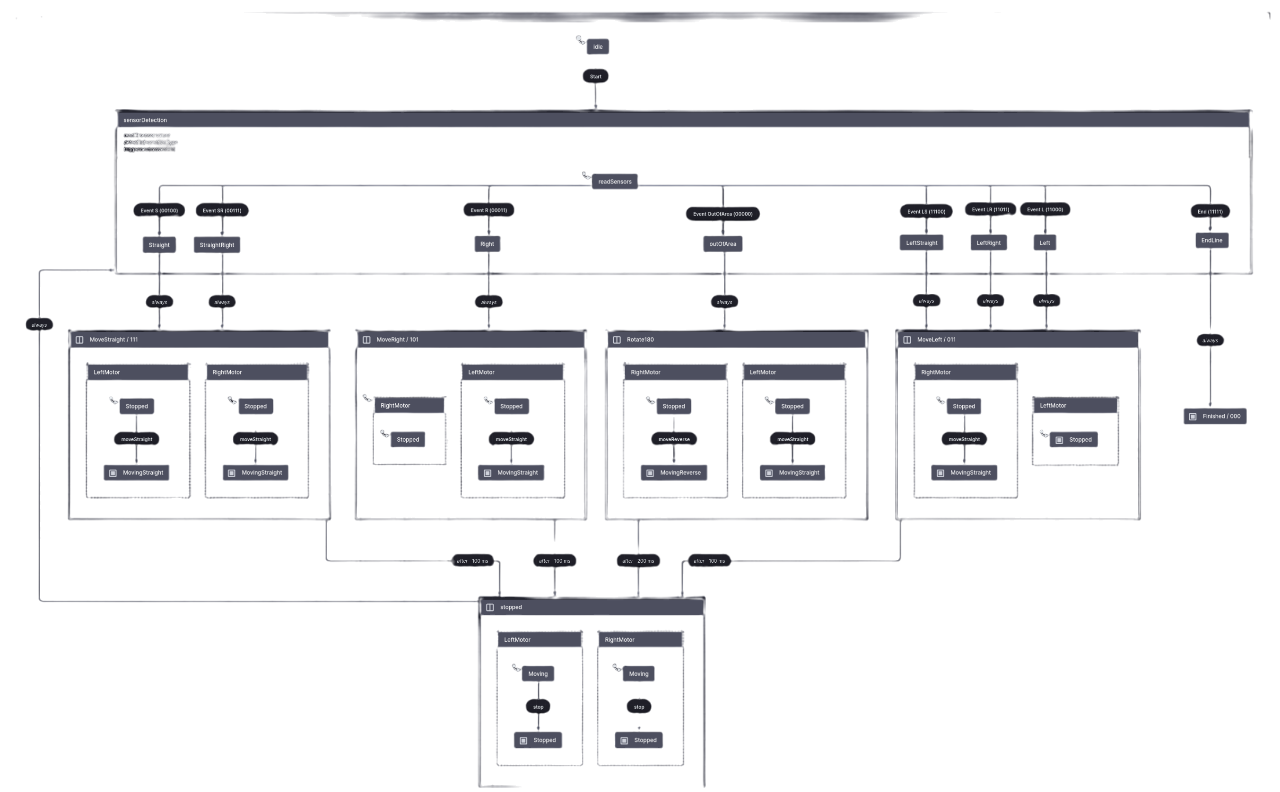 Idle
Start
sensorDetection
readSensors
Event S (00100)
Event SR (00111)
Event R (00011)
Event OutOfArea (00000)
Event LS (11100)
Event LR (11011)
Event L (11000)
End (11111)
Straight
StraightRight
Right
outOfArea
LeftStraight
LeftRight
Left
EndLine
always
always
always
always
always
always
always
always
always
MoveStraight / 111
MoveRight / 101
Rotate180
MoveLeft / 011
LeftMotor
RightMotor
LeftMotor
RightMotor
LeftMotor
RightMotor
RightMotor
LeftMotor
Stopped
Stopped
Stopped
Stopped
Stopped
Stopped
Finished / 000
moveStraight
moveStraight
Stopped
moveStraight
moveReverse
moveStraight
moveStraight
Stopped
MovingStraight
MovingStraight
MovingStraight
MovingReverse
MovingStraight
MovingStraight
after 100 ms
after 100 ms
after 200 ms
after 100 ms
stopped
LeftMotor
RightMotor
Moving
Moving
stop
stop
Stopped
Stopped